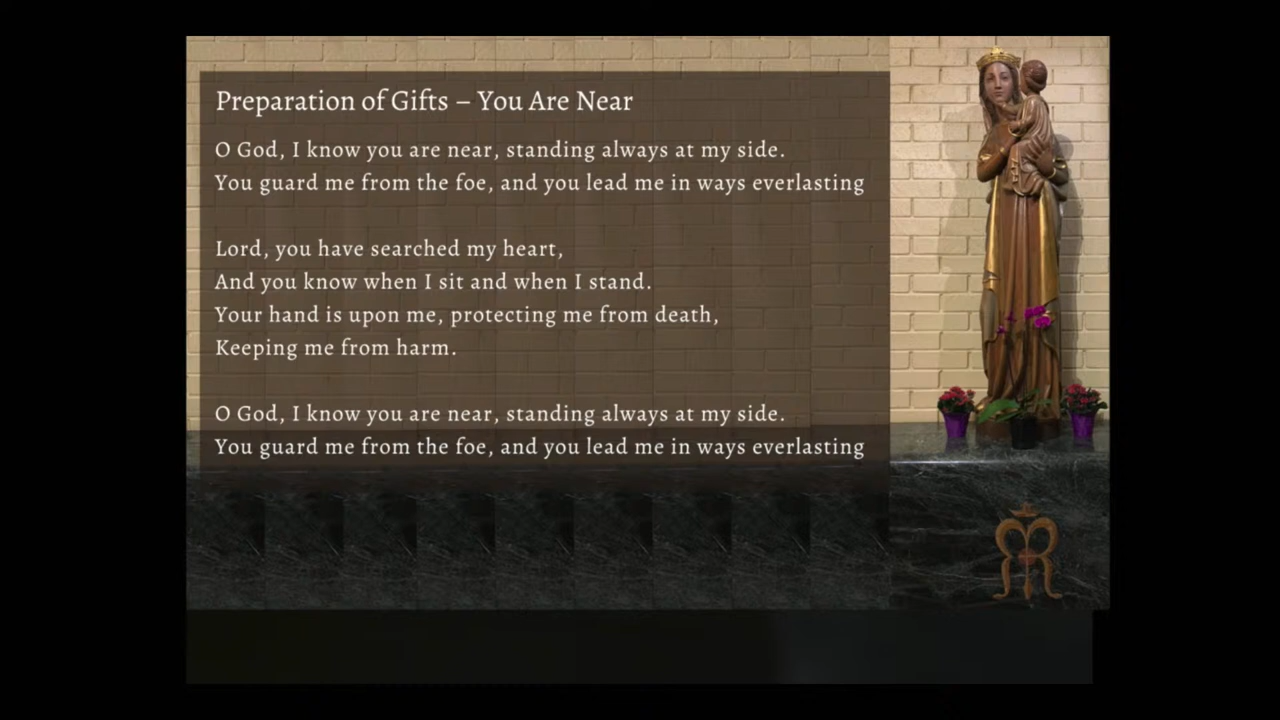 Preparation of Gifts – You Are Near
O God, I know you are near, standing always at my side.
You guard me from the foe, and you lead me in ways everlasting
Lord, you have searched my heart,
And you know when I sit and when I stand.
Your hand is upon me, protecting me from death,
Keeping me from harm.
O God, I know you are near, standing always at my side.
You guard me from the foe, and you lead me in ways everlasting